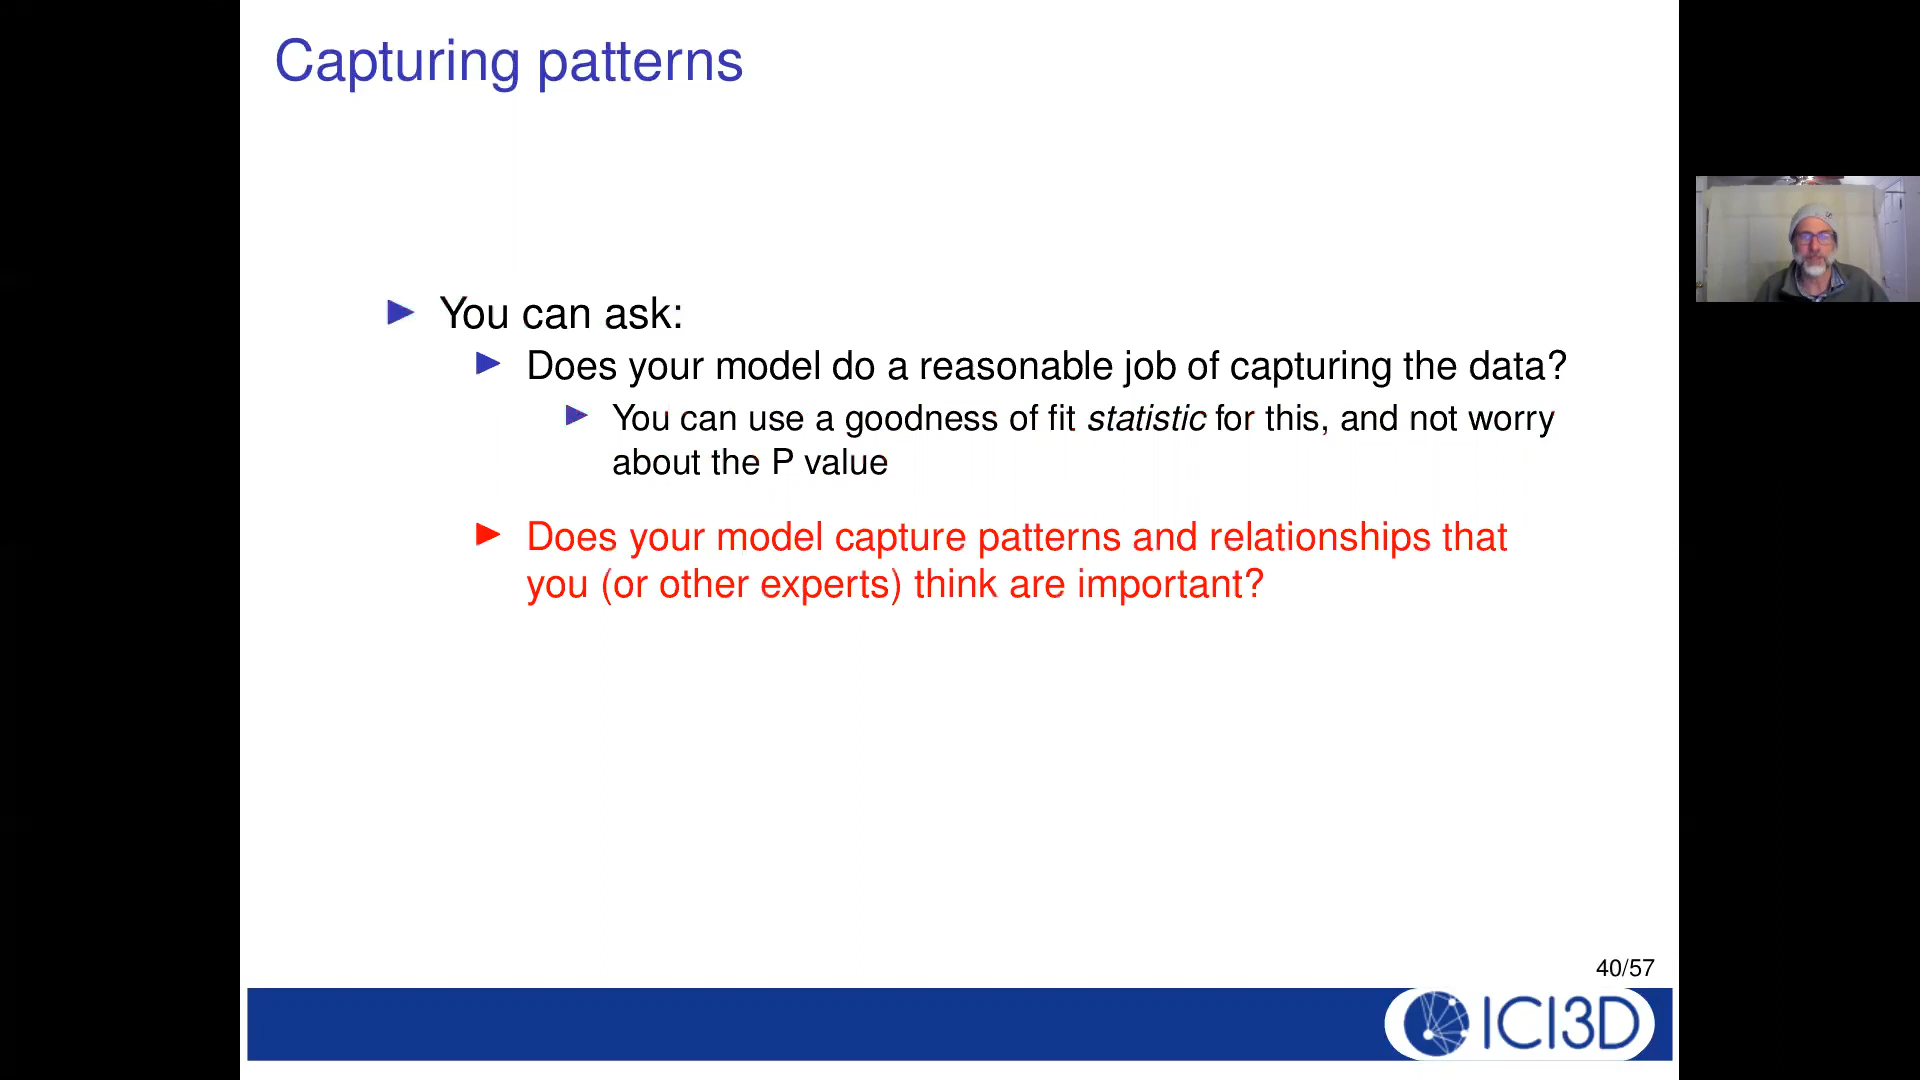 Capturing patterns
You can ask:
Does your model do a reasonable job of capturing the data?
You can use a goodness of fit statistic for this, and not worry
about the P value
Does your model capture patterns and relationships that
you (or other experts) think are important?
40/57
ICI3D